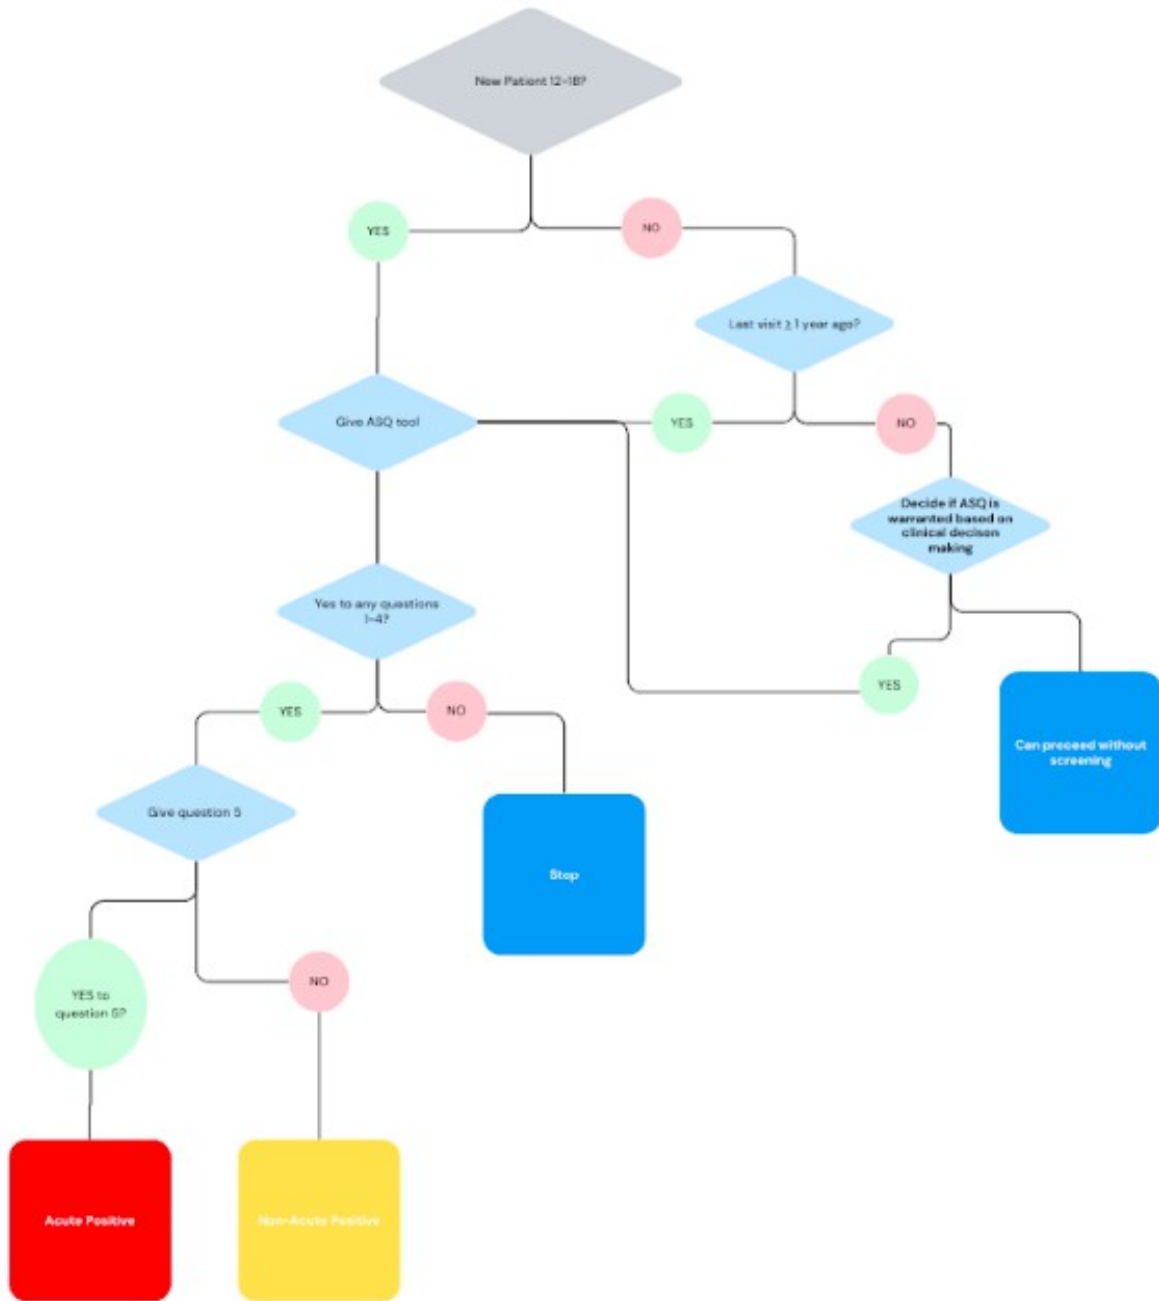 New Patient 12-18?
YES
NO
Last visit ≥ 1 year ago?
Give ASQ tool
YES
NO
Decide if ASQ is
warranted based on
clinical decison
making
Yes to any questions
1-4?
YES
Can proceed without
screening
YES
NO
Give question 5
Stop
NO
YES to
question 5?
Acute Positive
Non-Acute Positive